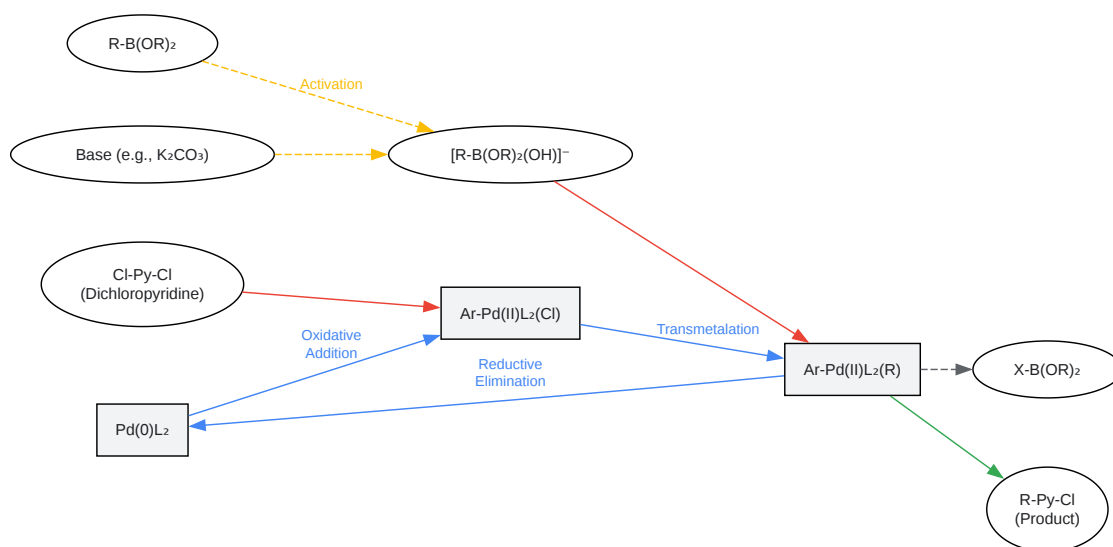 R-B(OR)₂
Activation
Base (e.g., K₂CO₃)
[R-B(OR)₂(OH)]⁻
Cl-Py-Cl
(Dichloropyridine)
Ar-Pd(II)L₂(Cl)
Oxidative
Addition
Transmetalation
Reductive
Elimination
Ar-Pd(II)L₂(R)
X-B(OR)₂
Pd(0)L₂
R-Py-Cl
(Product)